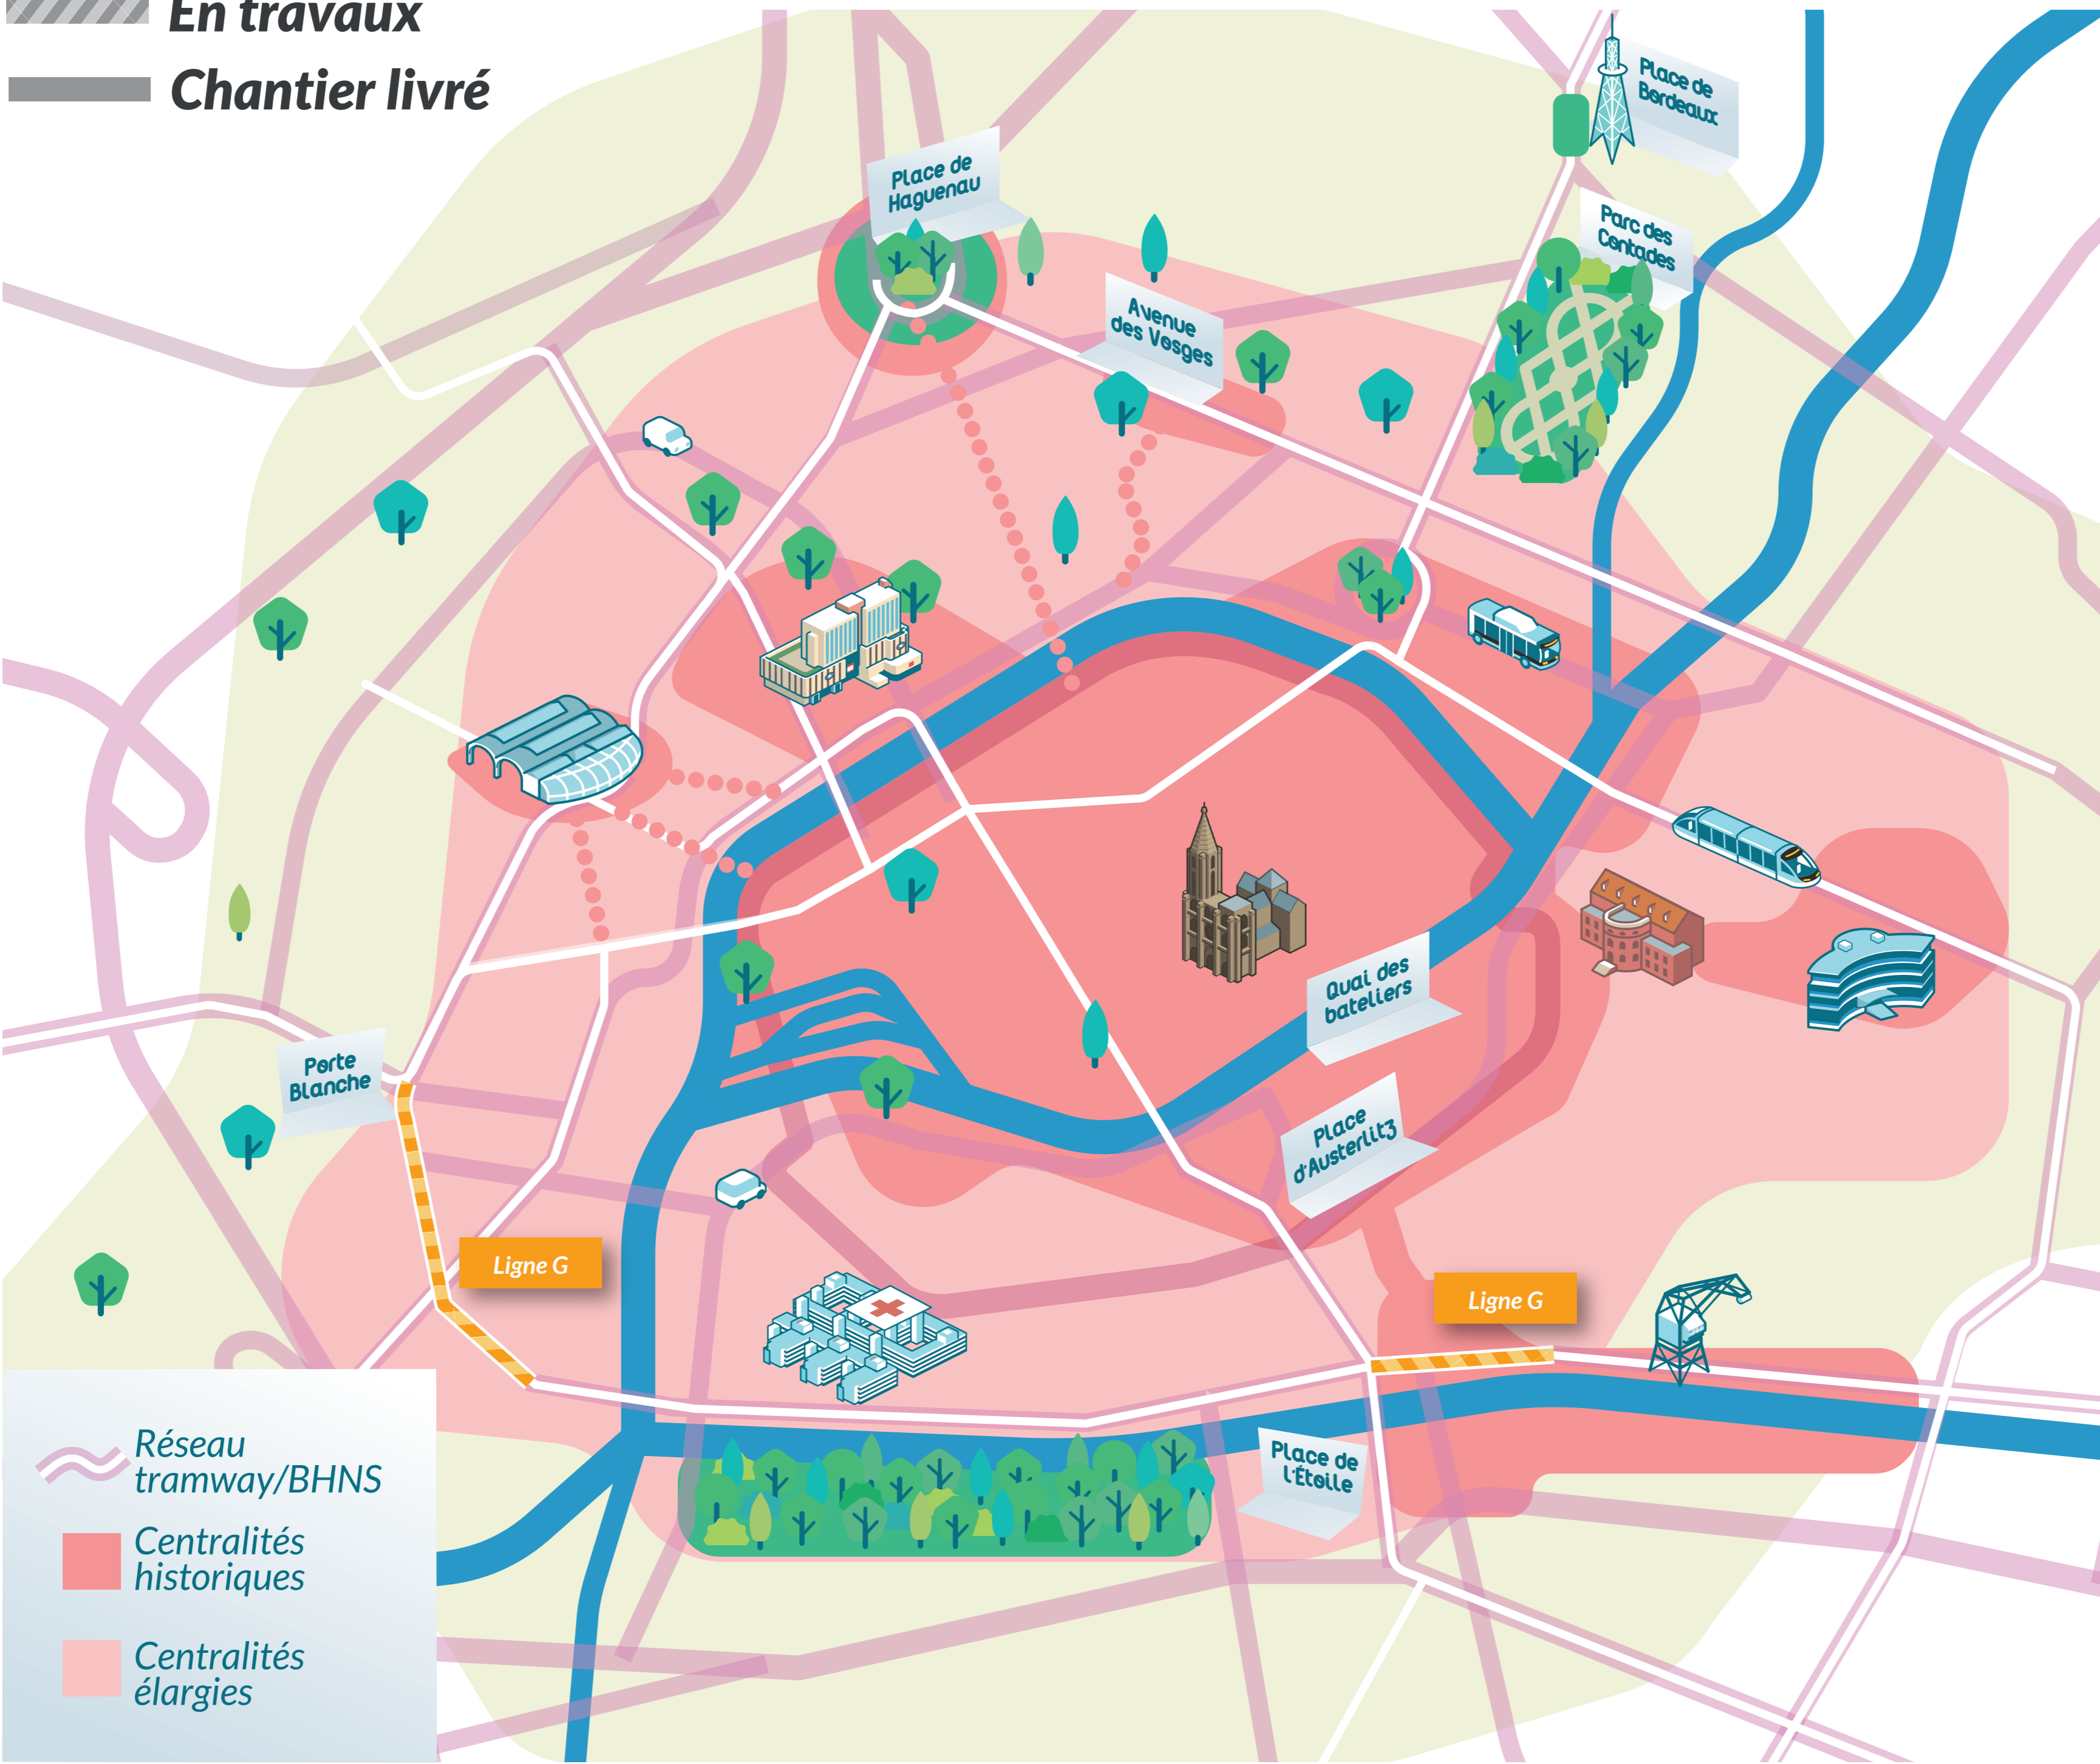 En travaux
Chantier livré
Place de
Bordeaux
Place de
Haguenau
Parc des
Contades
Avenue
des Vosges
Quai des
bateliers
Porte
Blanche
Place
d'Austerlitz
Ligne G
Ligne G
Place de
l'Étoile
Réseau
tramway/BHNS
Centralités
historiques
Centralités
élargies